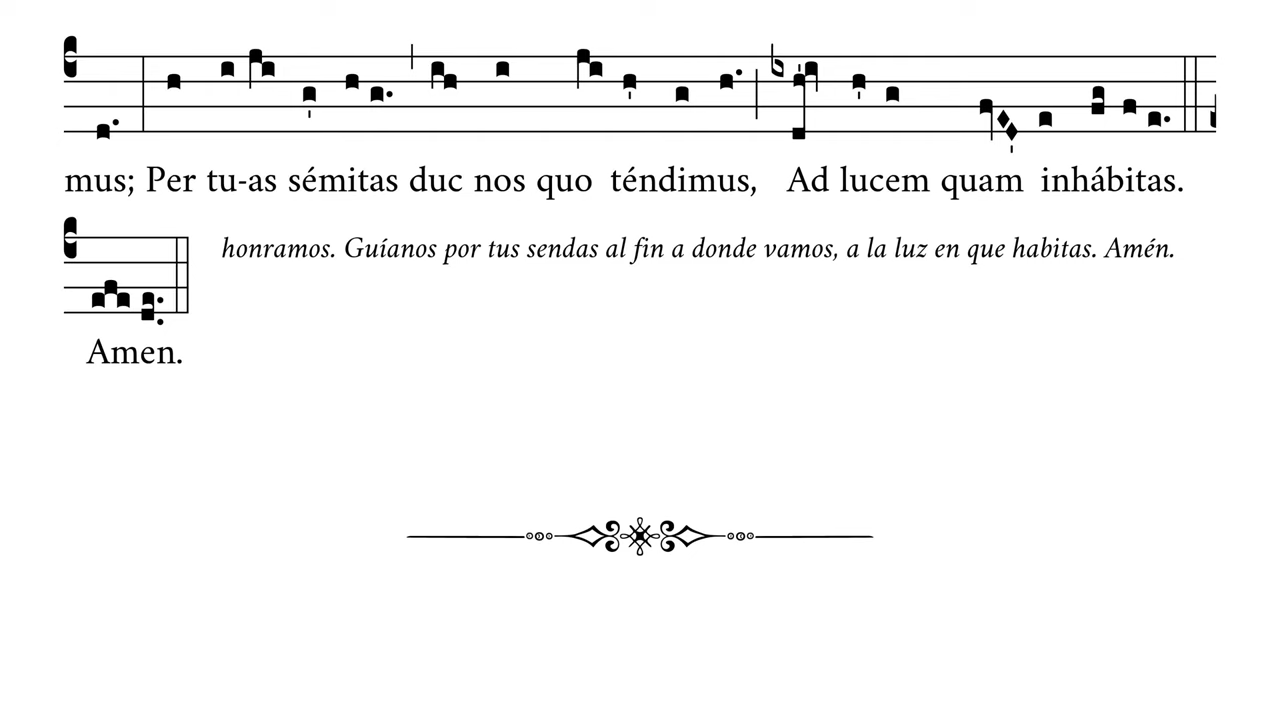 mus; Per tu-as sémitas duc nos quo téndimus, Ad lucem quam inhábitas.
honramos. Guíanos por tus sendas al fin a donde vamos, a la luz en que habitas. Amén.
Amen.